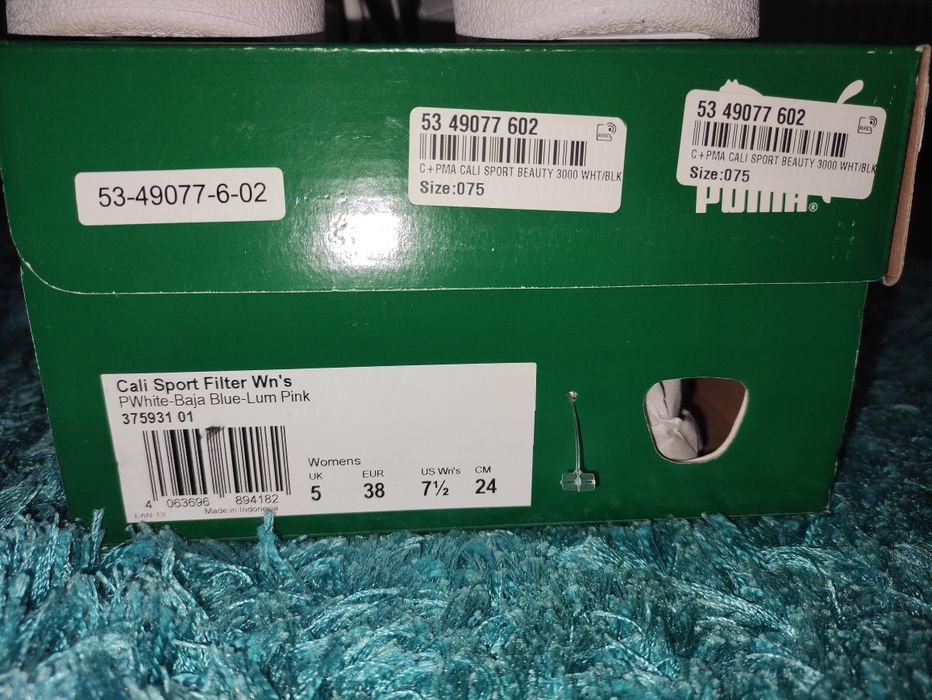 53-49077-6-02
53 49077 602
C+PMA CALI SPORT BEAUTY 3000 WHT/BLK
Size:075
53 49077 602
C+PMA CALI SPORT BEAUTY 3000 WHT/BLK
Size:075
PUMA®
Cali Sport Filter Wn's
PWhite-Baja Blue-Lum Pink
375931 01
4 063696 894182
EAN-13
Made in Indonesia
Womens
UK EUR US Wn's CM
5 38 7½ 24